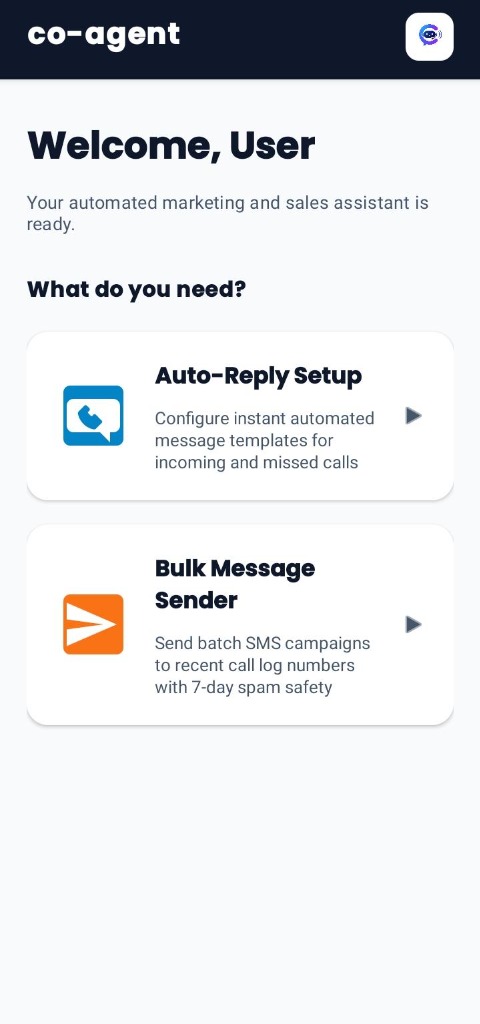 co-agent
Welcome, User
Your automated marketing and sales assistant is
ready.
What do you need?
Auto-Reply Setup
Configure instant automated
message templates for
incoming and missed calls
Bulk Message
Sender
Send batch SMS campaigns
to recent call log numbers
with 7-day spam safety